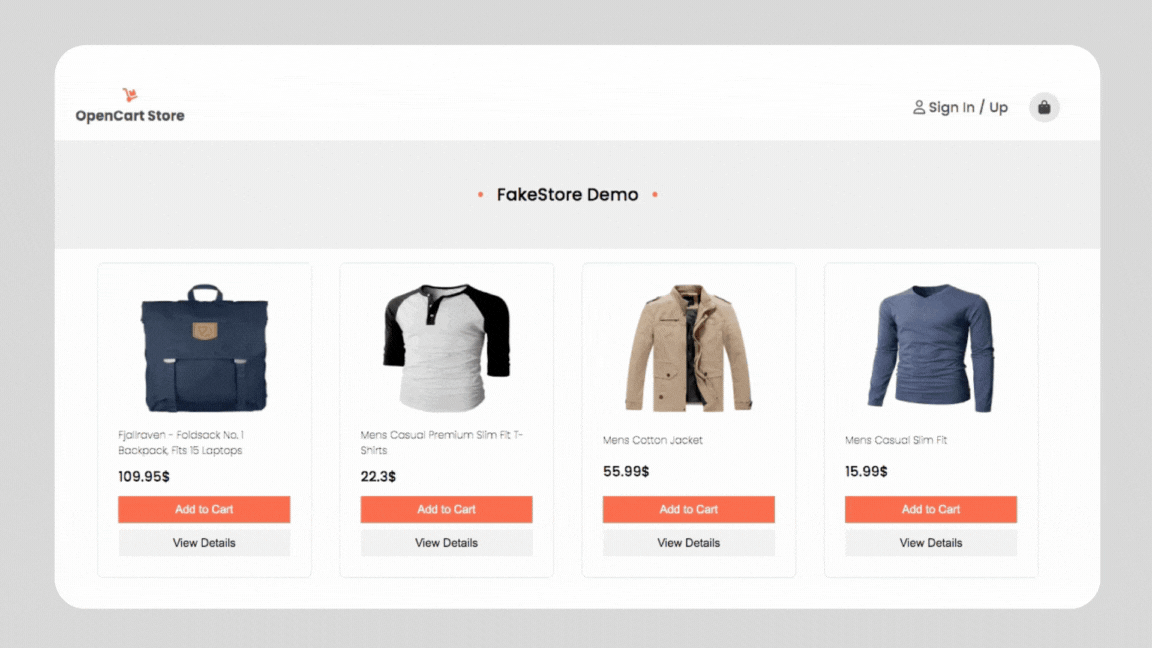 OpenCart Store
Sign In / Up
FakeStore Demo
Fjallraven - Foldsack No. 1
Backpack, Fits 15 Laptops
109.95$
Add to Cart
View Details
Mens Casual Premium Slim Fit T-
Shirts
22.3$
Add to Cart
View Details
Mens Cotton Jacket
55.99$
Add to Cart
View Details
Mens Casual Slim Fit
15.99$
Add to Cart
View Details